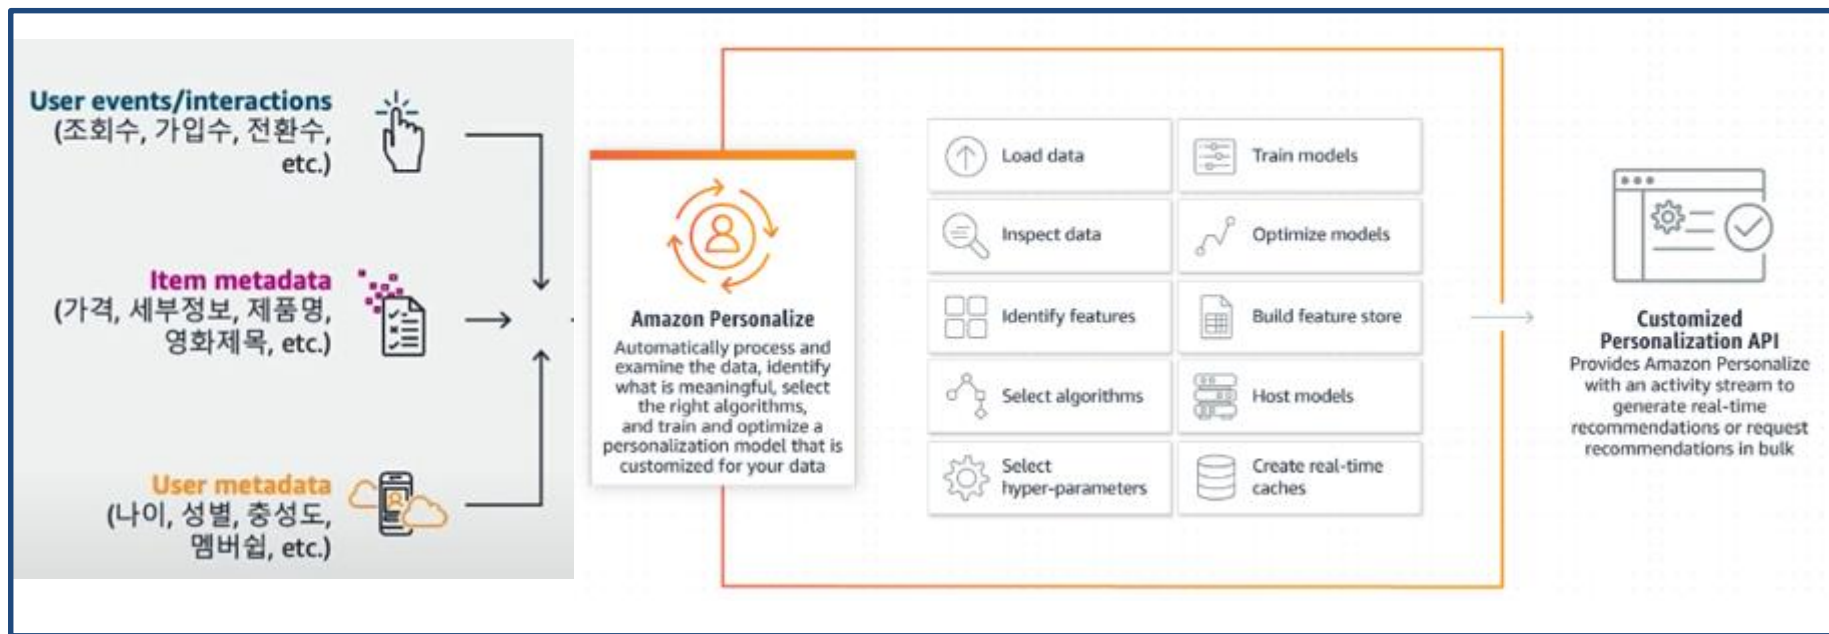 User events/interactions
(조회수, 가입수, 전환수,
etc.)
Item metadata
(가격, 세부정보, 제품명,
영화제목, etc.)
User metadata
(나이, 성별, 충성도,
멤버쉽, etc.)
Amazon Personalize
Automatically process and
examine the data, identify
what is meaningful, select
the right algorithms,
and train and optimize a
personalization model that is
customized for your data
Load data
Train models
Inspect data
Optimize models
Identify features
Build feature store
Select algorithms
Host models
Select
hyper-parameters
Create real-time
caches
Customized
Personalization API
Provides Amazon Personalize
with an activity stream to
generate real-time
recommendations or request
recommendations in bulk